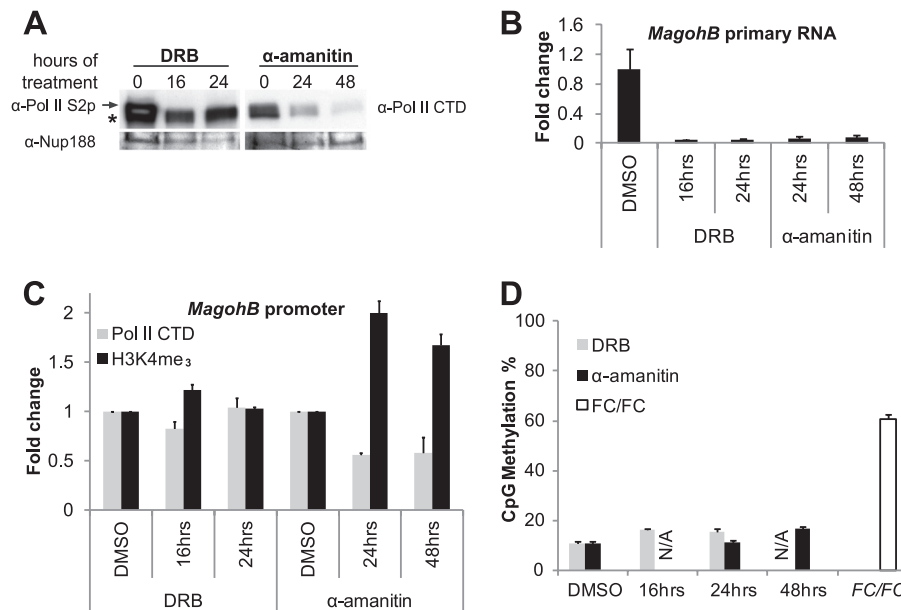 A
hours of treatment
DRB
α-amanitin
0 16 24 0 24 48
α-Pol II S2p
*
α-Pol II CTD
α-Nup188
B
MagohB primary RNA
Fold change
1.6
1.2
0.8
0.4
0
DMSO
16hrs
24hrs
24hrs
48hrs
DRB
α-amanitin
C
MagohB promoter
Pol II CTD
H3K4me₃
Fold change
2
1.5
1
0.5
0
DMSO
16hrs
24hrs
DMSO
24hrs
48hrs
DRB
α-amanitin
D
DRB
α-amanitin
FC/FC
CpG Methylation %
100
80
60
40
20
0
N/A
N/A
DMSO 16hrs 24hrs 48hrs FC/FC